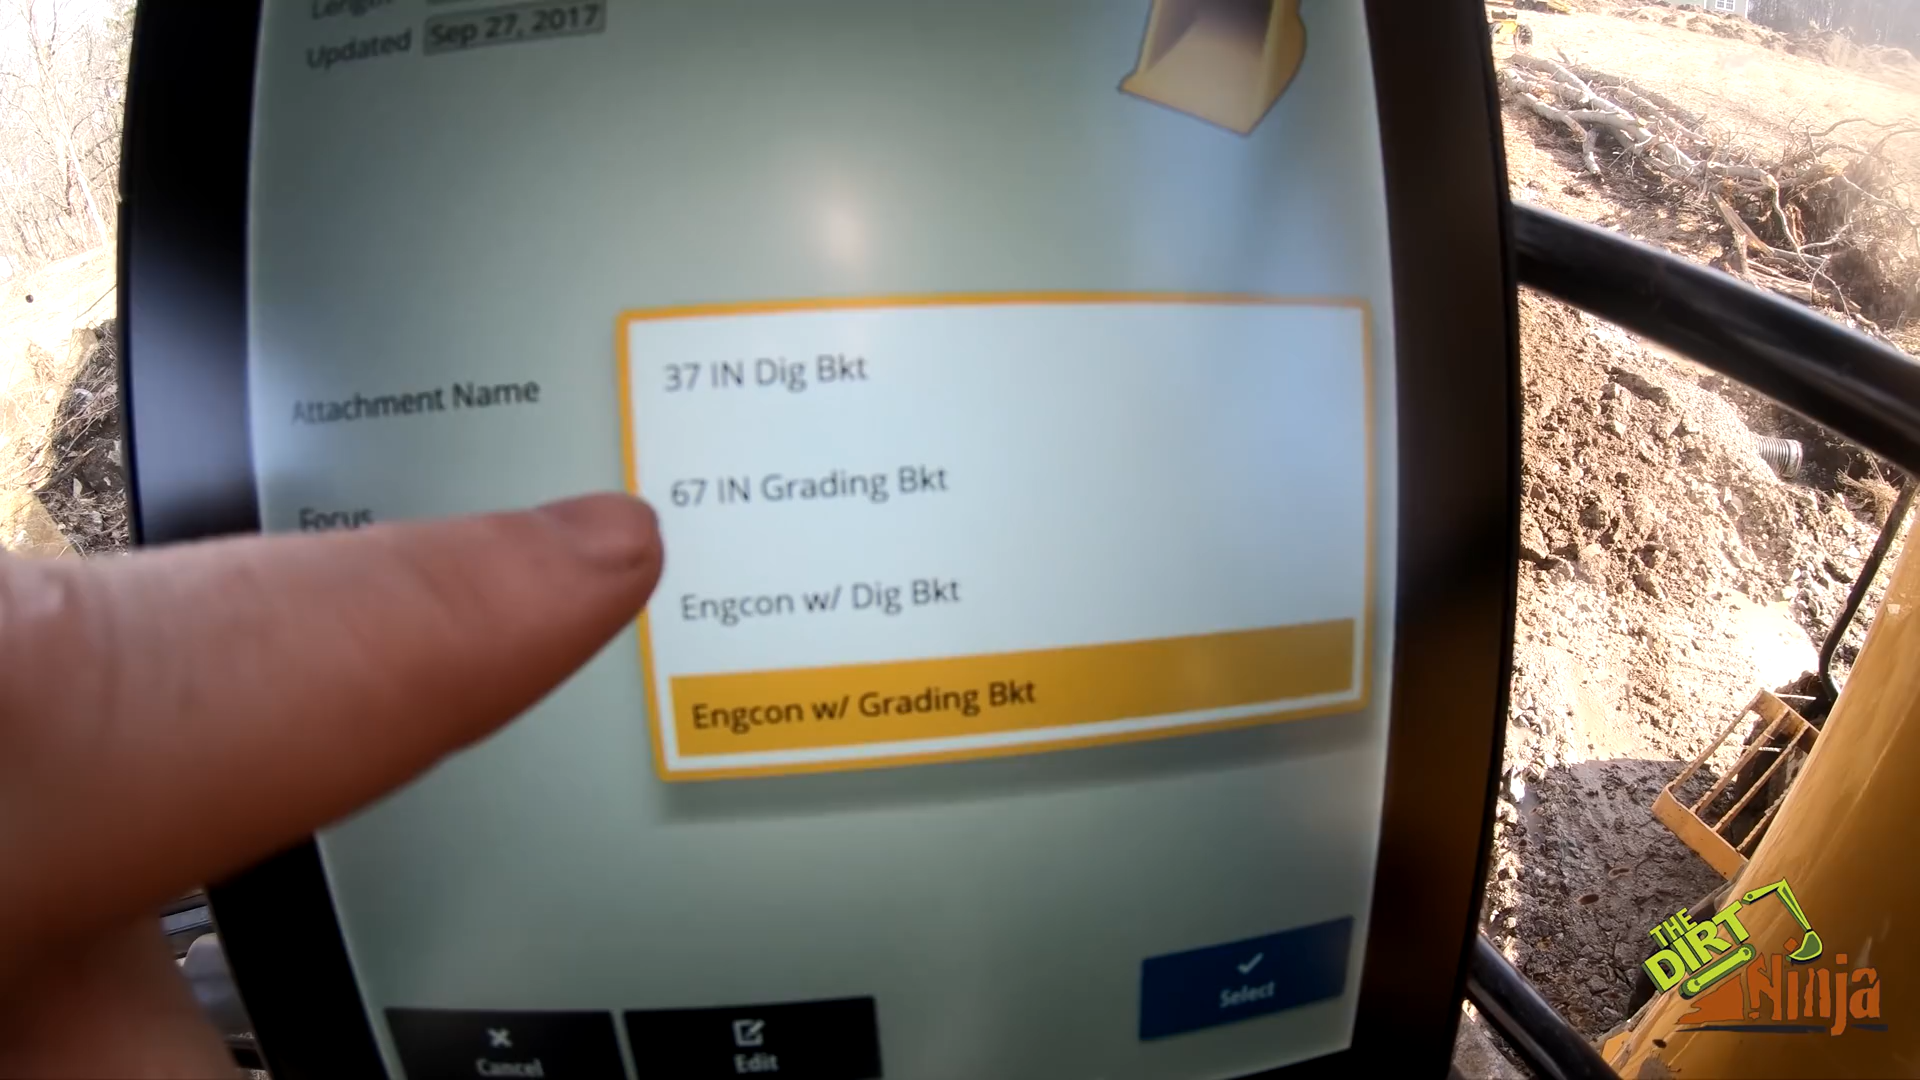 Length
Updated Sep 27, 2017
Attachment Name
Focus
37 IN Dig Bkt
67 IN Grading Bkt
Engcon w/ Dig Bkt
Engcon w/ Grading Bkt
Select
Cancel
Edit
THE
DIRT
Ninja